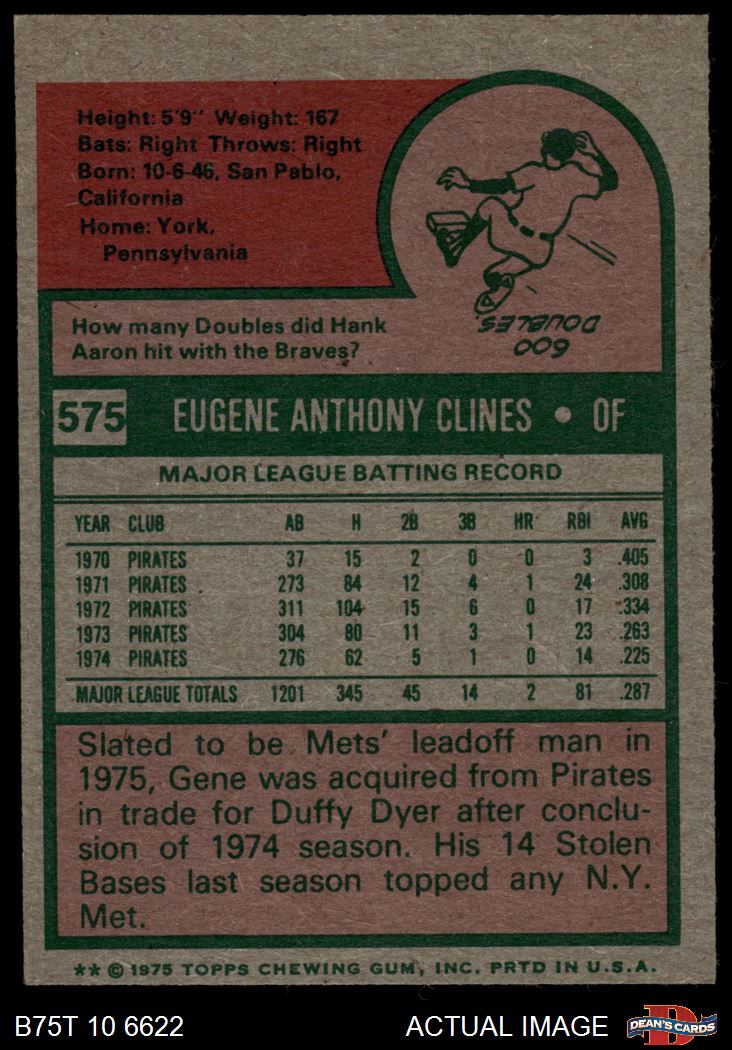 Height: 5'9" Weight: 167
Bats: Right Throws: Right
Born: 10-6-46, San Pablo,
California
Home: York,
Pennsylvania
How many Doubles did Hank
Aaron hit with the Braves?
600
DOUBLES
575 EUGENE ANTHONY CLINES • OF
MAJOR LEAGUE BATTING RECORD
YEAR CLUB AB H 2B 3B HR RBI AVG
1970 PIRATES 37 15 2 0 0 3 .405
1971 PIRATES 273 84 12 4 1 24 .308
1972 PIRATES 311 104 15 6 0 17 .334
1973 PIRATES 304 80 11 3 1 23 .263
1974 PIRATES 276 62 5 1 0 14 .225
MAJOR LEAGUE TOTALS 1201 345 45 14 2 81 .287
Slated to be Mets' leadoff man in
1975, Gene was acquired from Pirates
in trade for Duffy Dyer after conclu-
sion of 1974 season. His 14 Stolen
Bases last season topped any N.Y.
Met.
** © 1975 TOPPS CHEWING GUM, INC. PRTD IN U.S.A.
B75T 10 6622 ACTUAL IMAGE D DEAN'S CARDS